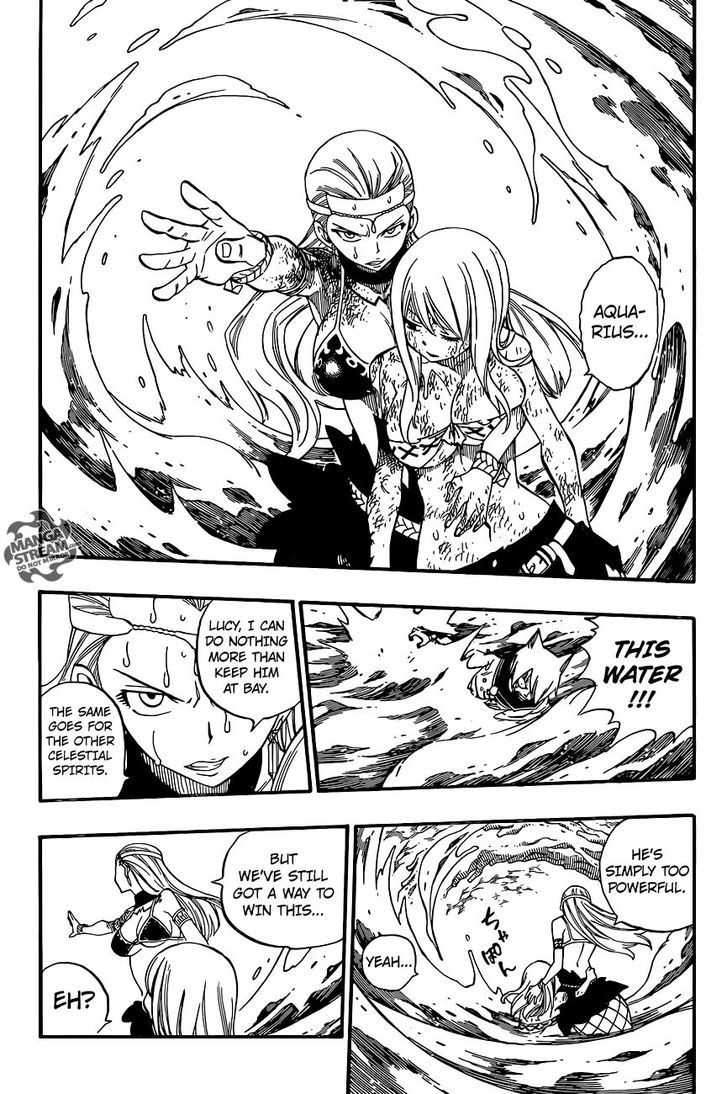 AQUA-
RIUS...
MANGA
STREAM
DO NOT MIRROR
THIS
WATER
!!!
LUCY, I CAN
DO NOTHING
MORE THAN
KEEP HIM
AT BAY.
THE SAME
GOES FOR
THE OTHER
CELESTIAL
SPIRITS.
HE'S
SIMPLY TOO
POWERFUL.
YEAH...
BUT
WE'VE STILL
GOT A WAY TO
WIN THIS...
EH?